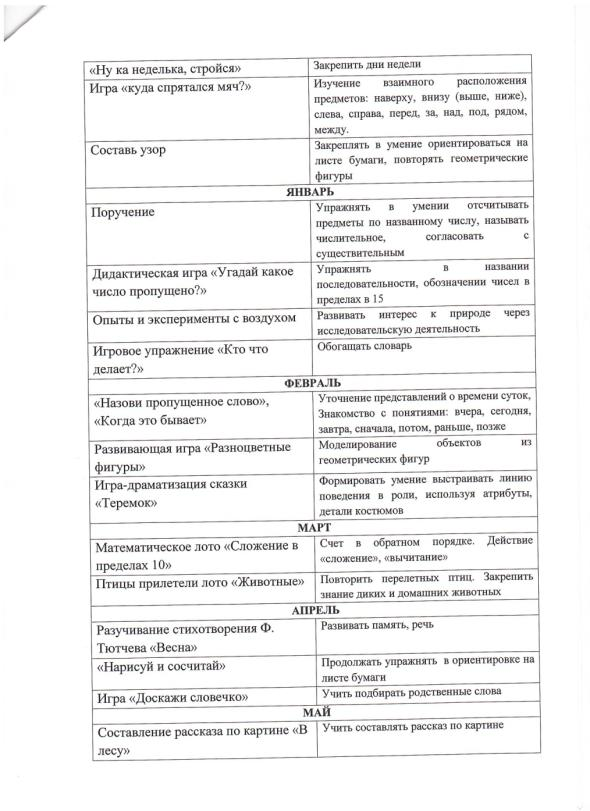 «Ну ка неделька, стройся»
Закрепить дни недели
Игра «куда спрятался мяч?»
Изучение взаимного расположения
предметов: наверху, внизу (выше, ниже),
слева, справа, перед, за, над, под, рядом,
между.
Составь узор
Закреплять в умение ориентироваться на
листе бумаги, повторять геометрические
фигуры
ЯНВАРЬ
Поручение
Упражнять в умении отсчитывать
предметы по названному числу, называть
числительное, согласовать с
существительным
Дидактическая игра «Угадай какое
число пропущено?»
Упражнять в названии
последовательности, обозначении чисел в
пределах в 15
Опыты и эксперименты с воздухом
Развивать интерес к природе через
исследовательскую деятельность
Игровое упражнение «Кто что
делает?»
Обогащать словарь
ФЕВРАЛЬ
«Назови пропущенное слово»,
«Когда это бывает»
Уточнение представлений о времени суток,
Знакомство с понятиями: вчера, сегодня,
завтра, сначала, потом, раньше, позже
Развивающая игра «Разноцветные
фигуры»
Моделирование объектов из
геометрических фигур
Игра-драматизация сказки
«Теремок»
Формировать умение выстраивать линию
поведения в роли, используя атрибуты,
детали костюмов
МАРТ
Математическое лото «Сложение в
пределах 10»
Счет в обратном порядке. Действие
«сложение», «вычитание»
Птицы прилетели лото «Животные»
Повторить перелетных птиц. Закрепить
знание диких и домашних животных
АПРЕЛЬ
Разучивание стихотворения Ф.
Тютчева «Весна»
Развивать память, речь
«Нарисуй и сосчитай»
Продолжать упражнять в ориентировке на
листе бумаги
Игра «Доскажи словечко»
Учить подбирать родственные слова
МАЙ
Составление рассказа по картине «В
лесу»
Учить составлять рассказ по картине